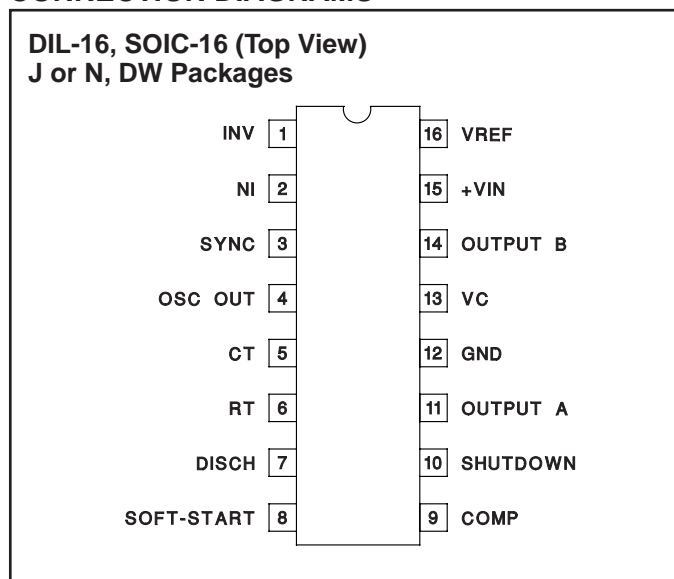 DIL-16, SOIC-16 (Top View)
J or N, DW Packages
INV 1 16 VREF
NI 2 15 +VIN
SYNC 3 14 OUTPUT B
OSC OUT 4 13 VC
CT 5 12 GND
RT 6 11 OUTPUT A
DISCH 7 10 SHUTDOWN
SOFT-START 8 9 COMP